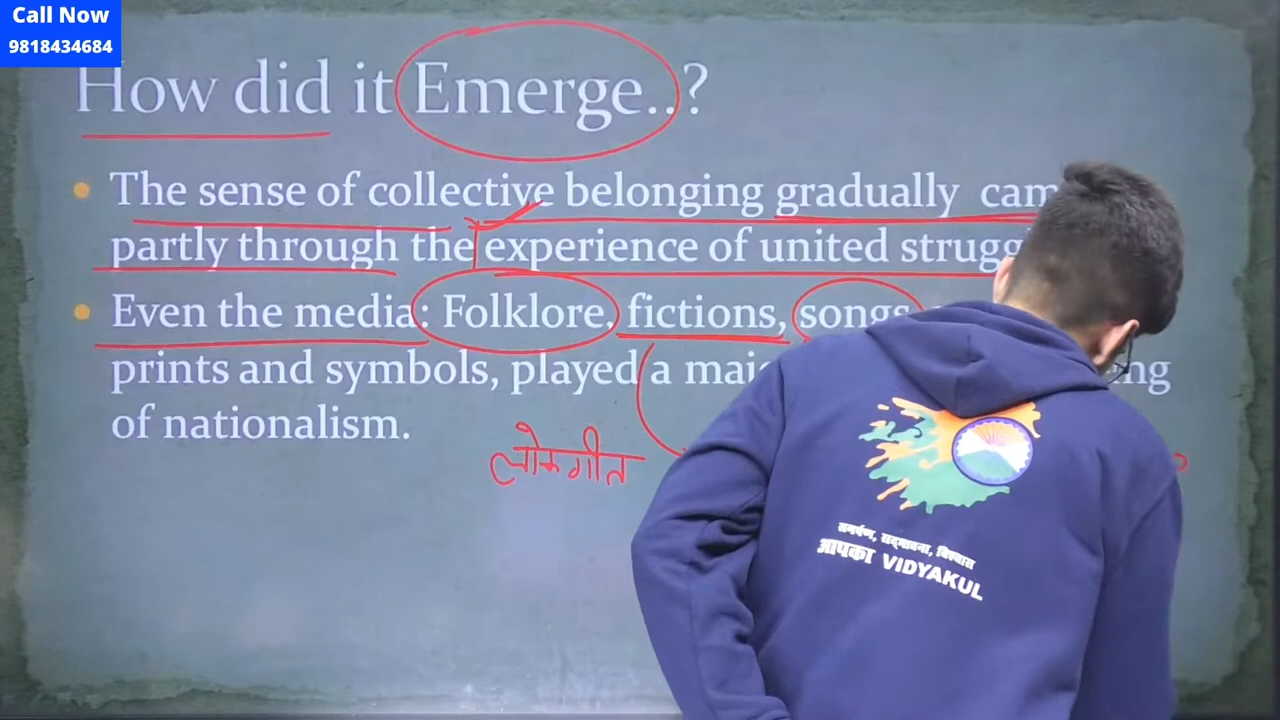 Call Now
9818434684
How did it Emerge..?
The sense of collective belonging gradually cam
partly through the experience of united strugg
Even the media: Folklore, fictions, songs
prints and symbols, played a maj ng
of nationalism.
लोकगीत
समर्पण, सद्भावना, विश्वास
आपका VIDYAKUL